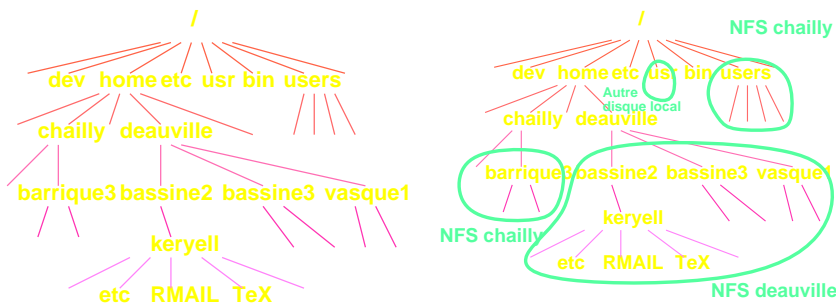 /
dev home etc usr bin users
chailly deauville
barrique3 bassine2 bassine3 vasque1
keryell
etc RMAIL TeX
/
NFS chailly
dev home etc usr bin users
Autre
disque local
chailly deauville
barrique3 bassine2 bassine3 vasque1
keryell
NFS chailly
etc RMAIL TeX
NFS deauville